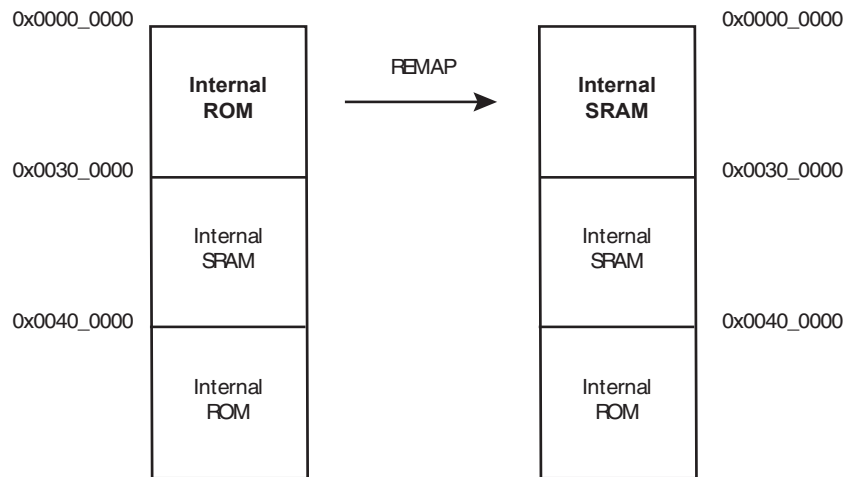 0x0000_0000
0x0000_0000
Internal
ROM
REMAP
Internal
SRAM
0x0030_0000
0x0030_0000
Internal
SRAM
Internal
SRAM
0x0040_0000
0x0040_0000
Internal
ROM
Internal
ROM